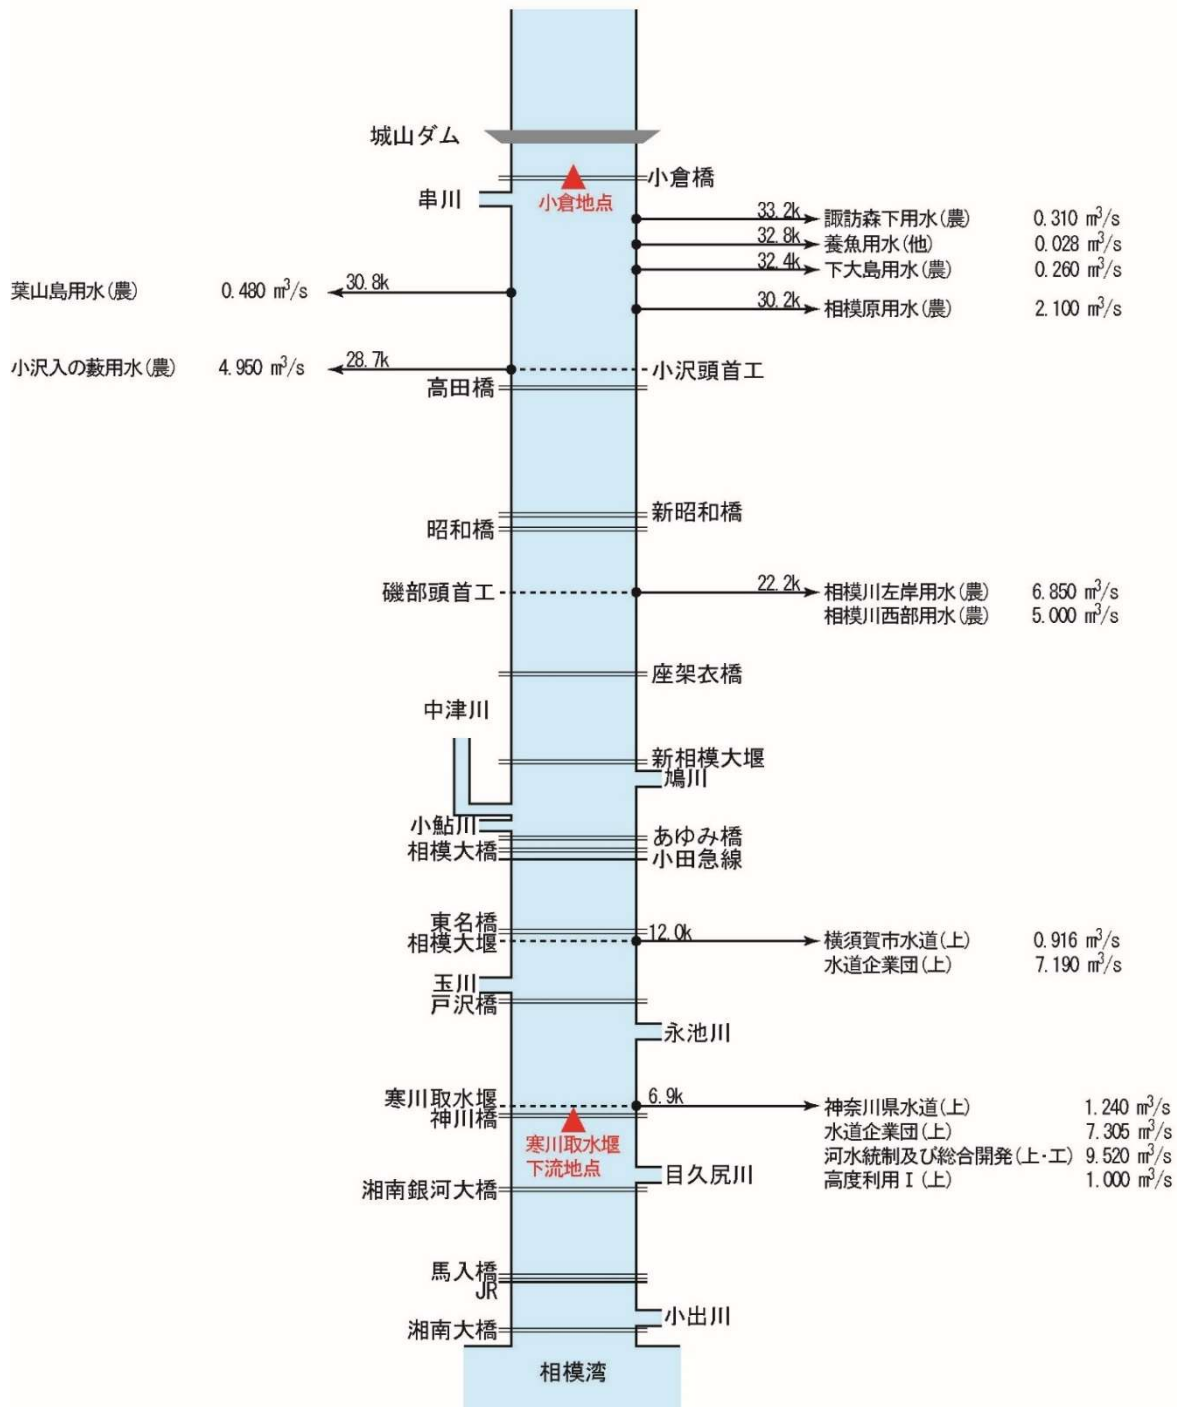 城山ダム
小倉橋
小倉地点
串川
33.2k 諏訪森下用水(農) 0.310 m³/s
32.8k 養魚用水(他) 0.028 m³/s
32.4k 下大島用水(農) 0.260 m³/s
葉山島用水(農) 0.480 m³/s 30.8k
30.2k 相模原用水(農) 2.100 m³/s
小沢入の藪用水(農) 4.950 m³/s 28.7k
小沢頭首工
高田橋
新昭和橋
昭和橋
磯部頭首工
22.2k 相模川左岸用水(農) 6.850 m³/s
相模川西部用水(農) 5.000 m³/s
座架衣橋
中津川
新相模大堰
鳩川
小鮎川
あゆみ橋
相模大橋
小田急線
東名橋
相模大堰
12.0k 横須賀市水道(上) 0.916 m³/s
水道企業団(上) 7.190 m³/s
玉川
戸沢橋
永池川
寒川取水堰
神川橋
6.9k 神奈川県水道(上) 1.240 m³/s
水道企業団(上) 7.305 m³/s
河水統制及び総合開発(上・工) 9.520 m³/s
高度利用Ⅰ(上) 1.000 m³/s
寒川取水堰
下流地点
目久尻川
湘南銀河大橋
馬入橋
JR
小出川
湘南大橋
相模湾